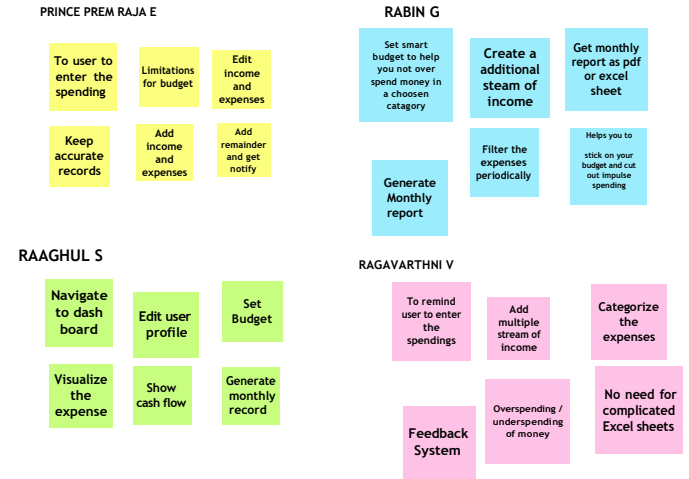 PRINCE PREM RAJA E
To user to
enter the
spending
Limitations
for budget
Edit
income
and
expenses
Keep
accurate
records
Add
income
and
expenses
Add
remainder
and get
notify
RABIN G
Set smart
budget to help
you not over
spend money in
a choosen
catagory
Create a
additional
steam of
income
Get monthly
report as pdf
or excel
sheet
Generate
Monthly
report
Filter the
expenses
periodically
Helps you to
stick on your
budget and cut
out impulse
spending
RAAGHUL S
Navigate
to dash
board
Edit user
profile
Set
Budget
Visualize
the
expense
Show
cash flow
Generate
monthly
record
RAGAVARTHNI V
To remind
user to enter
the
spendings
Add
multiple
stream of
income
Categorize
the
expenses
Feedback
System
Overspending /
underspending
of money
No need for
complicated
Excel sheets